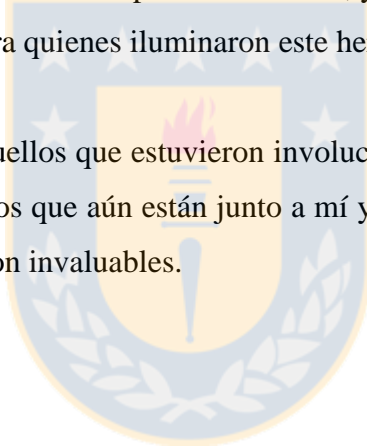 ra quienes iluminaron este he
uellos que estuvieron involuc
os que aún están junto a mí y
on invaluables.